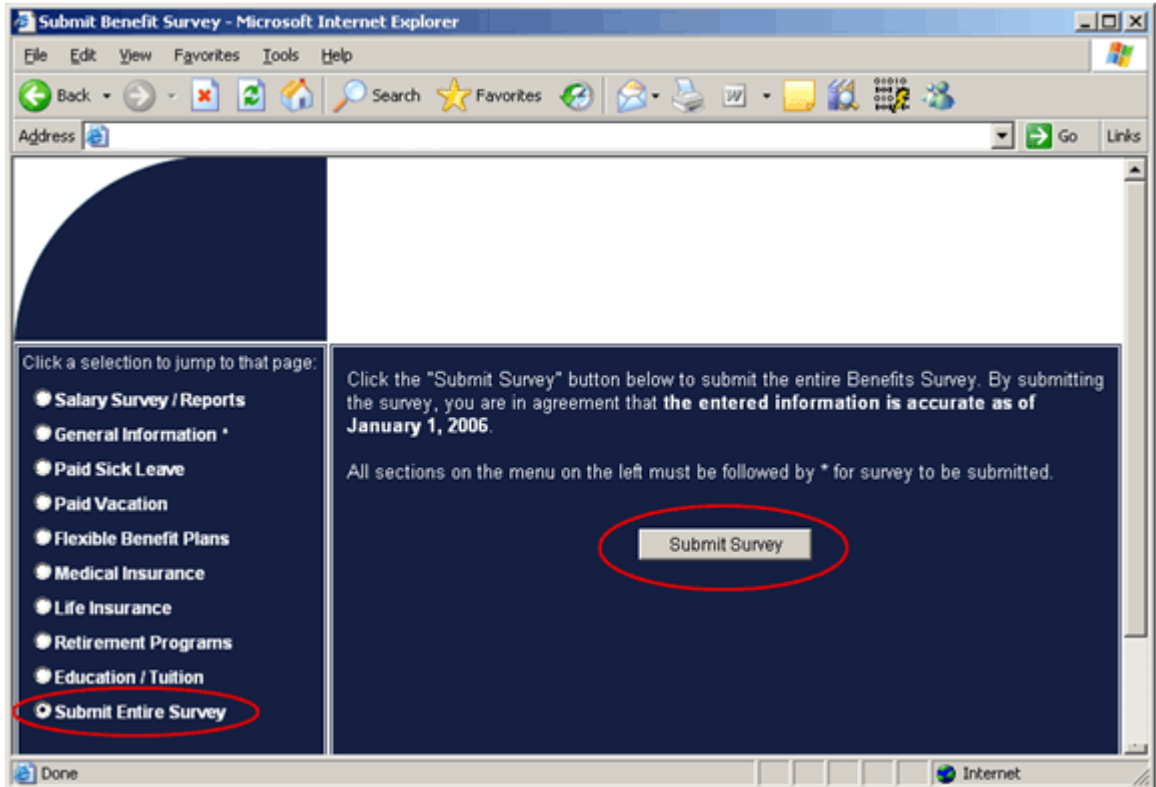 Submit Benefit Survey - Microsoft Internet Explorer
File Edit View Favorites Tools Help
Back Search Favorites W
Address Go Links
Click a selection to jump to that page:
Salary Survey / Reports
General Information *
Paid Sick Leave
Paid Vacation
Flexible Benefit Plans
Medical Insurance
Life Insurance
Retirement Programs
Education / Tuition
Submit Entire Survey
Click the "Submit Survey" button below to submit the entire Benefits Survey. By submitting
the survey, you are in agreement that the entered information is accurate as of
January 1, 2006.
All sections on the menu on the left must be followed by * for survey to be submitted.
Submit Survey
Done Internet